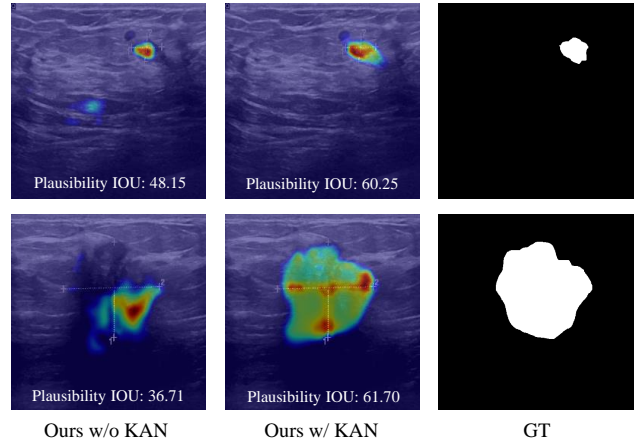 Plausibility IOU: 48.15
Plausibility IOU: 60.25
Plausibility IOU: 36.71
Plausibility IOU: 61.70
Ours w/o KAN
Ours w/ KAN
GT